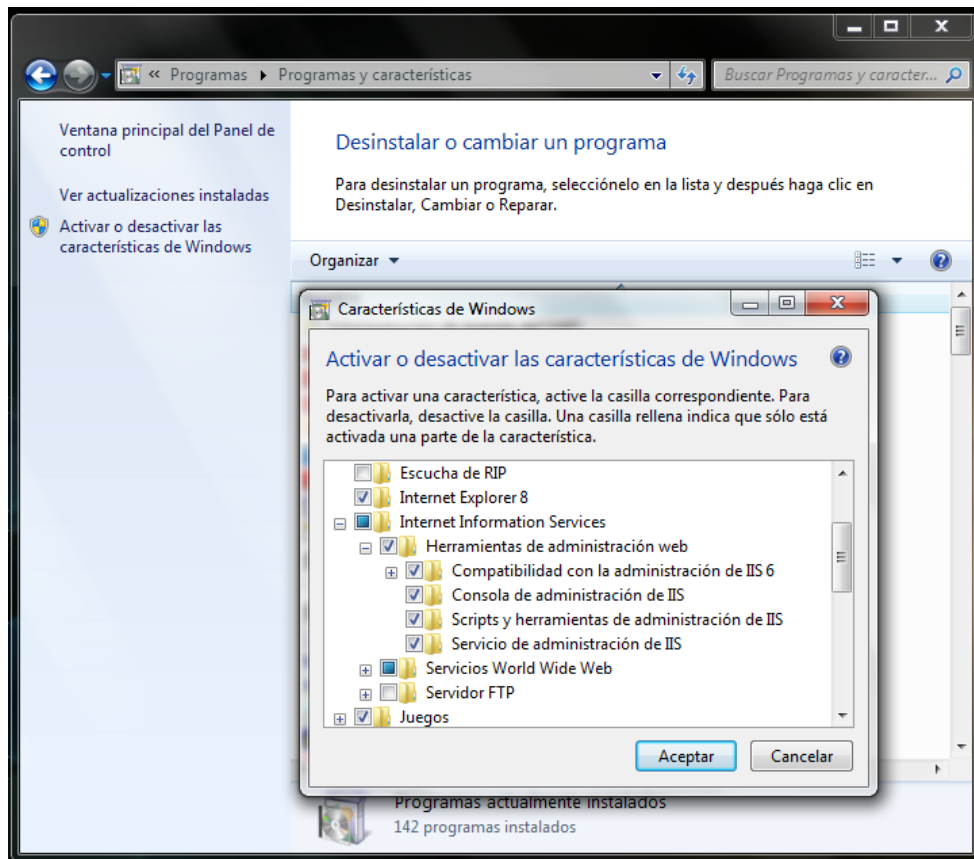 « Programas ▸ Programas y características
Buscar Programas y caracter...
Ventana principal del Panel de
control
Ver actualizaciones instaladas
Activar o desactivar las
características de Windows
Desinstalar o cambiar un programa
Para desinstalar un programa, selecciónelo en la lista y después haga clic en
Desinstalar, Cambiar o Reparar.
Organizar
Características de Windows
Activar o desactivar las características de Windows
Para activar una característica, active la casilla correspondiente. Para
desactivarla, desactive la casilla. Una casilla rellena indica que sólo está
activada una parte de la característica.
Escucha de RIP
Internet Explorer 8
Internet Information Services
Herramientas de administración web
Compatibilidad con la administración de IIS 6
Consola de administración de IIS
Scripts y herramientas de administración de IIS
Servicio de administración de IIS
Servicios World Wide Web
Servidor FTP
Juegos
Aceptar
Cancelar
Programas actualmente instalados
142 programas instalados